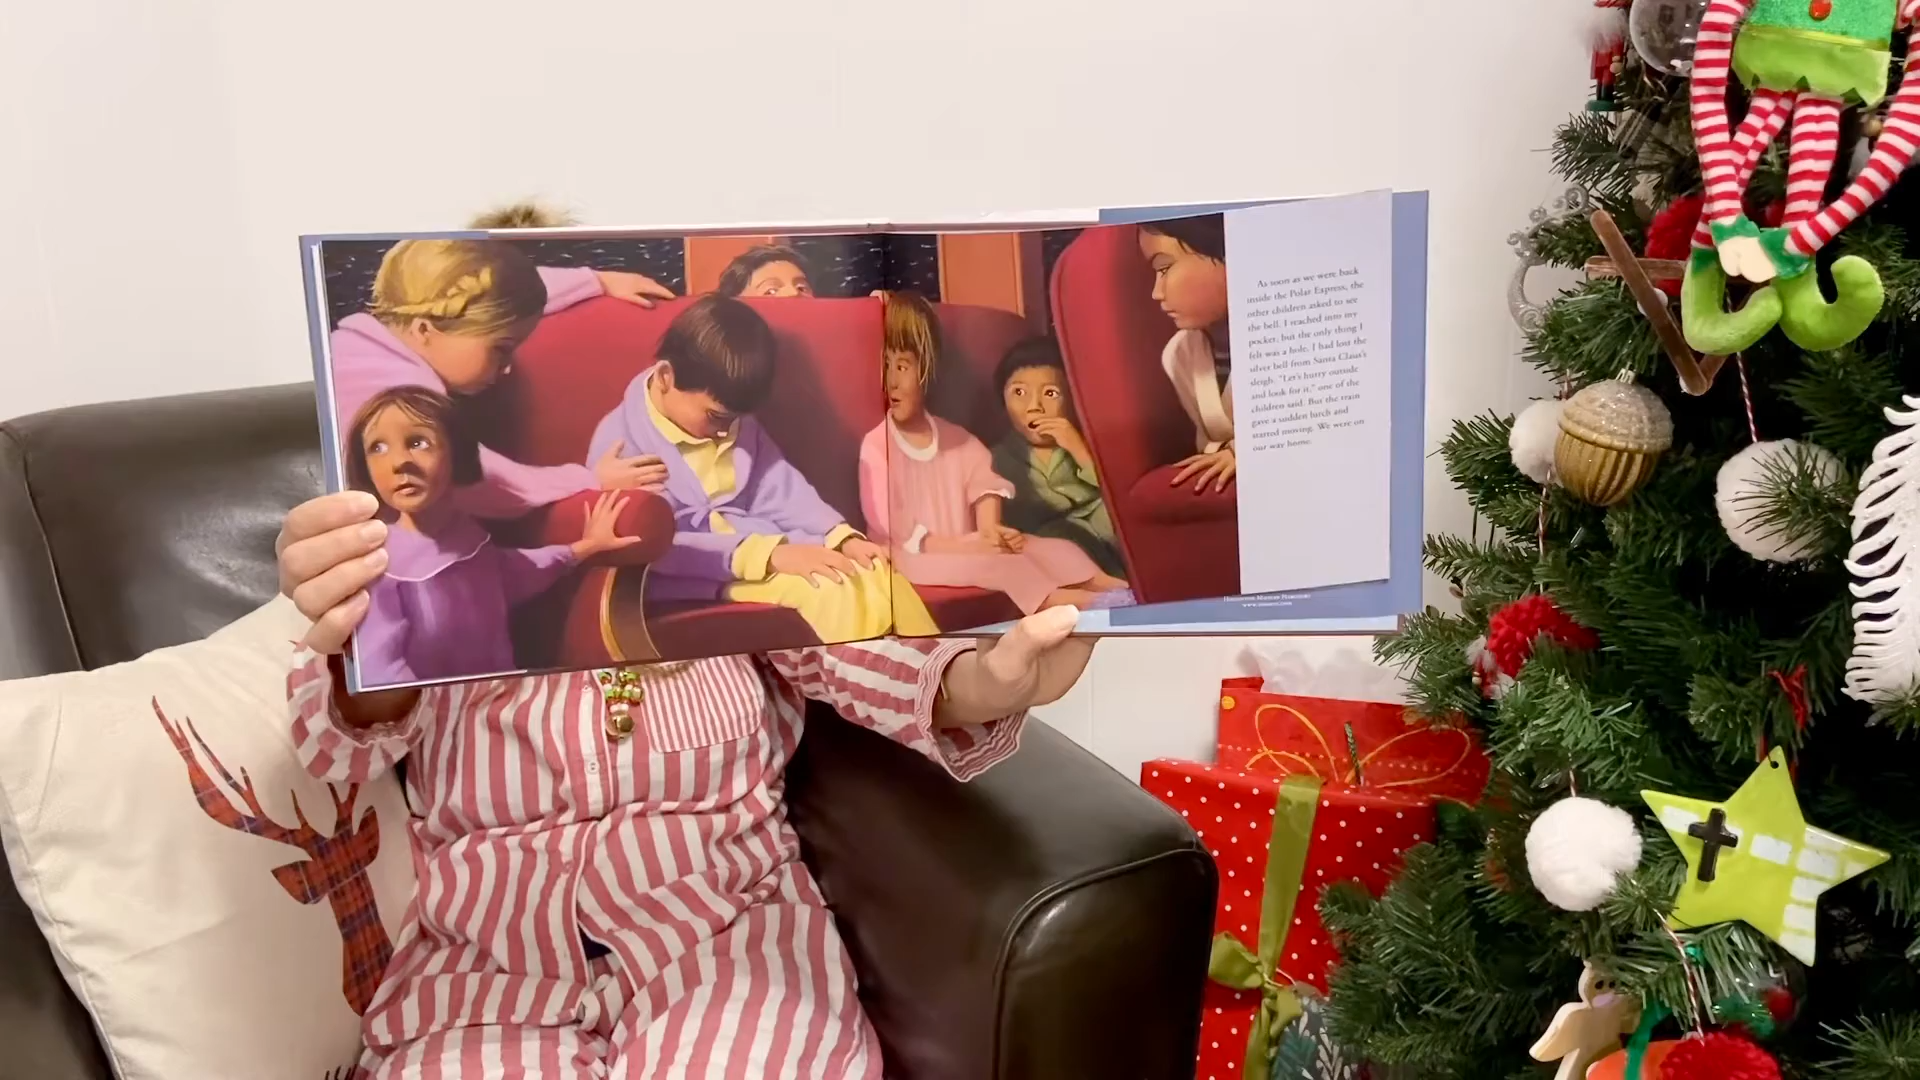 As soon as we were back
inside the Polar Express, the
other children asked to see
the bell. I reached into my
pocket, but the only thing I
felt was a hole. I had lost the
silver bell from Santa Claus's
sleigh. "Let's hurry outside
and look for it," one of the
children said. But the train
gave a sudden lurch and
started moving. We were on
our way home.
Houghton Mifflin Harcourt